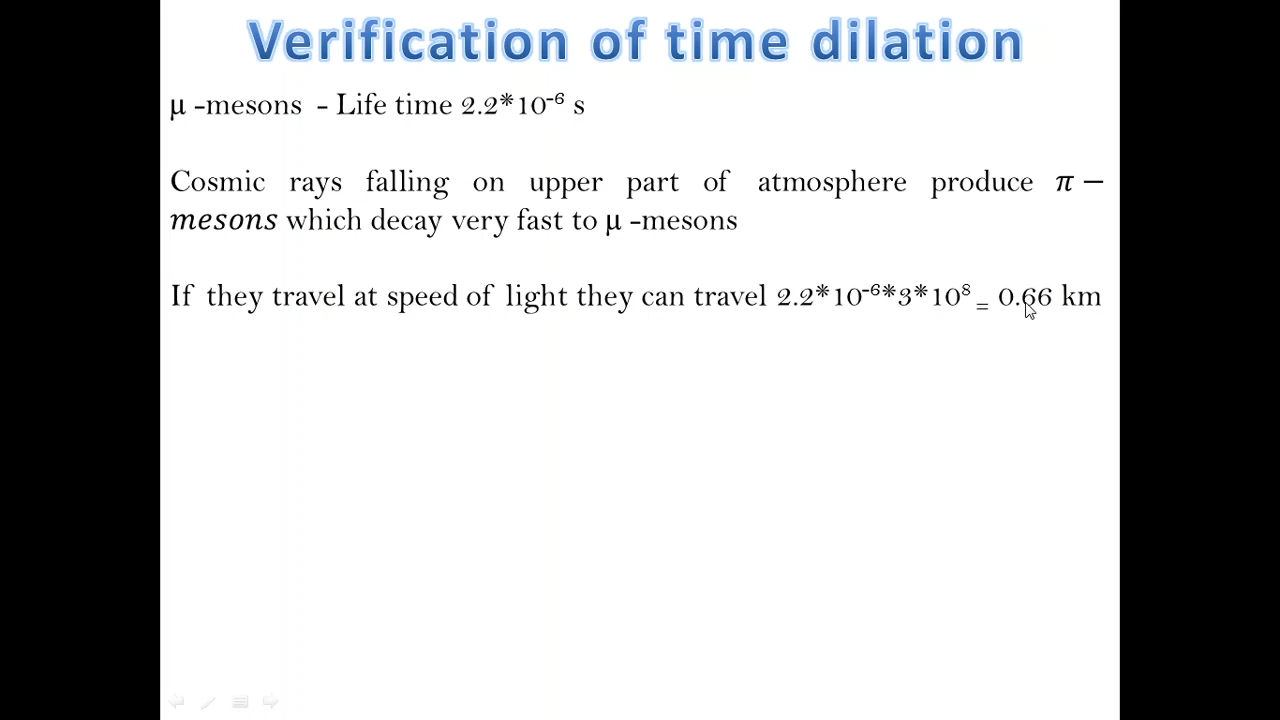 Verification of time dilation
μ -mesons - Life time 2.2*10⁻⁶ s
Cosmic rays falling on upper part of atmosphere produce π −
mesons which decay very fast to μ -mesons
If they travel at speed of light they can travel 2.2*10⁻⁶*3*10⁸ = 0.66 km